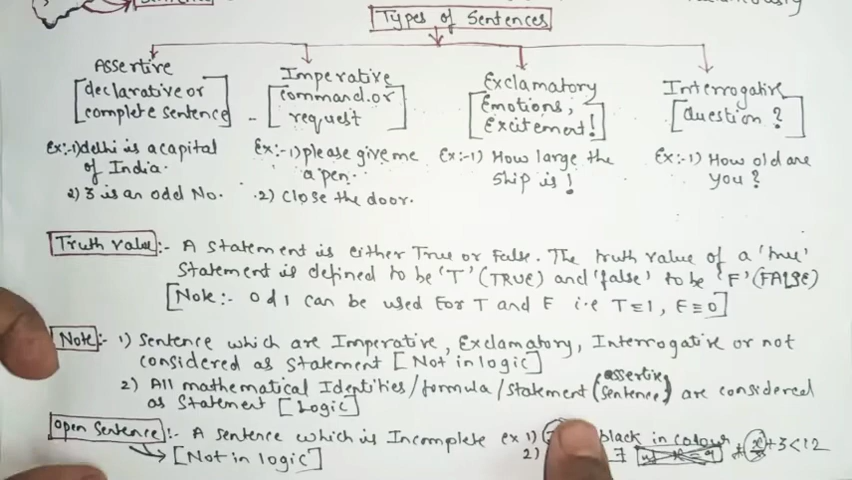 Sentence
Types of Sentences
Assertive
[declarative or
complete sentence]
Ex:-1) delhi is a capital
of India.
2) 3 is an odd No.
Imperative
[command or
request]
Ex:-1) please give me
a pen.
2) Close the door.
Exclamatory
[Emotions,
Excitement!]
Ex:-1) How large the
ship is!
Interrogative
[Question ?]
Ex:-1) How old are
you?
Truth value:- A statement is either True or False. The truth value of a 'true'
statement is defined to be 'T' (TRUE) and 'false' to be 'F' (FALSE)
[Note:- 0 & 1 can be used for T and F i.e T≡1, F≡0]
Note:- 1) Sentence which are Imperative, Exclamatory, Interrogative or not
considered as Statement [Not in logic]
2) All mathematical Identities/formula/Statement (assertive Sentence) are considered
as Statement [Logic]
Open Sentence:- A sentence which is Incomplete ex 1) black in colour
[Not in logic] 2) 7 x+3<12